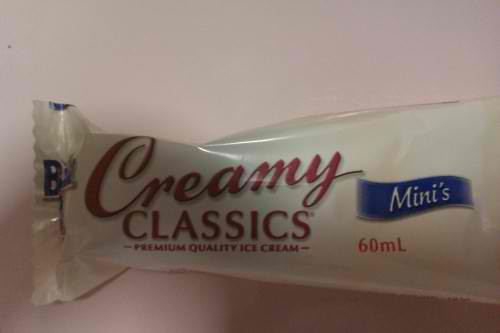 Creamy
CLASSICS®
PREMIUM QUALITY ICE CREAM
Mini's
60mL